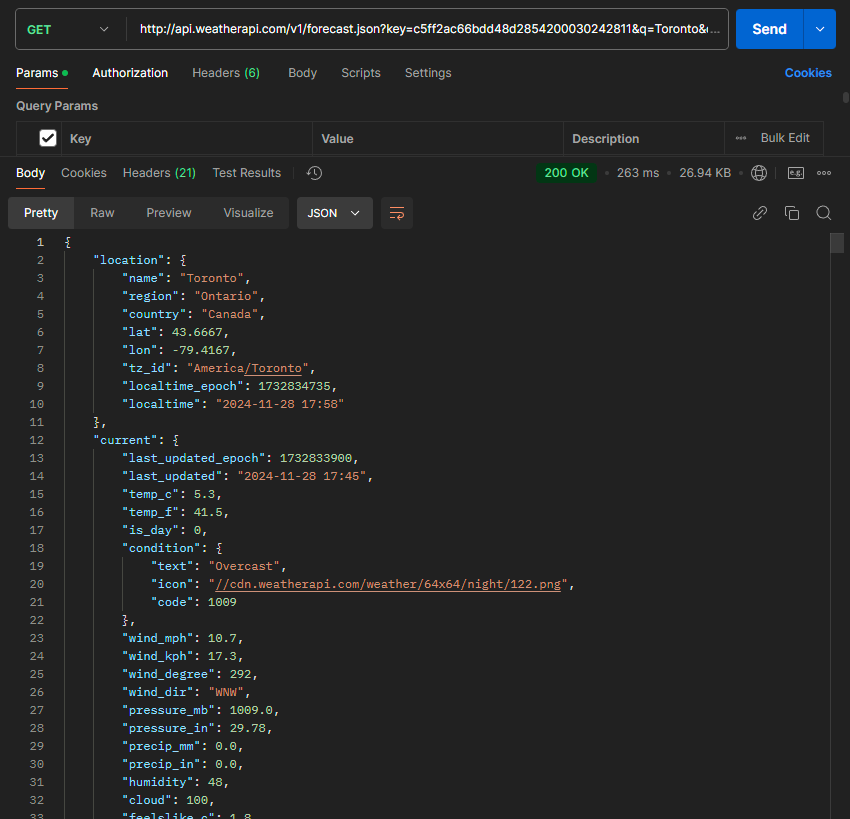 GET http://api.weatherapi.com/v1/forecast.json?key=c5ff2ac66bdd48d2854200030242811&q=Toronto&... Send
Params Authorization Headers (6) Body Scripts Settings Cookies
Query Params
Key Value Description Bulk Edit
Body Cookies Headers (21) Test Results 200 OK 263 ms 26.94 KB e.g.
Pretty Raw Preview Visualize JSON
1 {
2 "location": {
3 "name": "Toronto",
4 "region": "Ontario",
5 "country": "Canada",
6 "lat": 43.6667,
7 "lon": -79.4167,
8 "tz_id": "America/Toronto",
9 "localtime_epoch": 1732834735,
10 "localtime": "2024-11-28 17:58"
11 },
12 "current": {
13 "last_updated_epoch": 1732833900,
14 "last_updated": "2024-11-28 17:45",
15 "temp_c": 5.3,
16 "temp_f": 41.5,
17 "is_day": 0,
18 "condition": {
19 "text": "Overcast",
20 "icon": "//cdn.weatherapi.com/weather/64x64/night/122.png",
21 "code": 1009
22 },
23 "wind_mph": 10.7,
24 "wind_kph": 17.3,
25 "wind_degree": 292,
26 "wind_dir": "WNW",
27 "pressure_mb": 1009.0,
28 "pressure_in": 29.78,
29 "precip_mm": 0.0,
30 "precip_in": 0.0,
31 "humidity": 48,
32 "cloud": 100,
33 "feelslike_c": 1.8